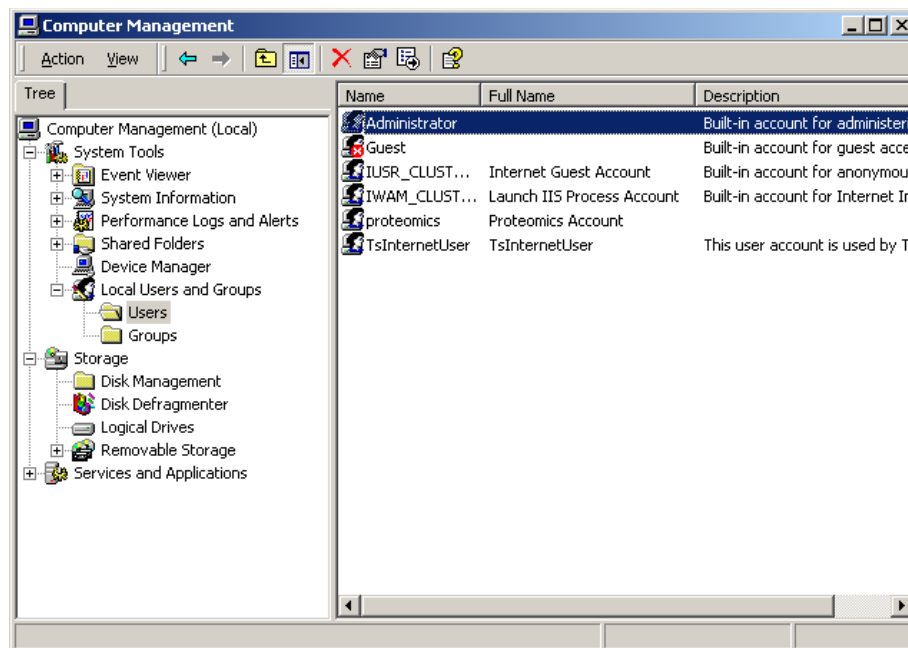 Computer Management
Action View
Tree
Computer Management (Local)
System Tools
Event Viewer
System Information
Performance Logs and Alerts
Shared Folders
Device Manager
Local Users and Groups
Users
Groups
Storage
Disk Management
Disk Defragmenter
Logical Drives
Removable Storage
Services and Applications
Name Full Name Description
Administrator Built-in account for administeri
Guest Built-in account for guest acce
IUSR_CLUST... Internet Guest Account Built-in account for anonymou
IWAM_CLUST... Launch IIS Process Account Built-in account for Internet In
proteomics Proteomics Account
TsInternetUser TsInternetUser This user account is used by T